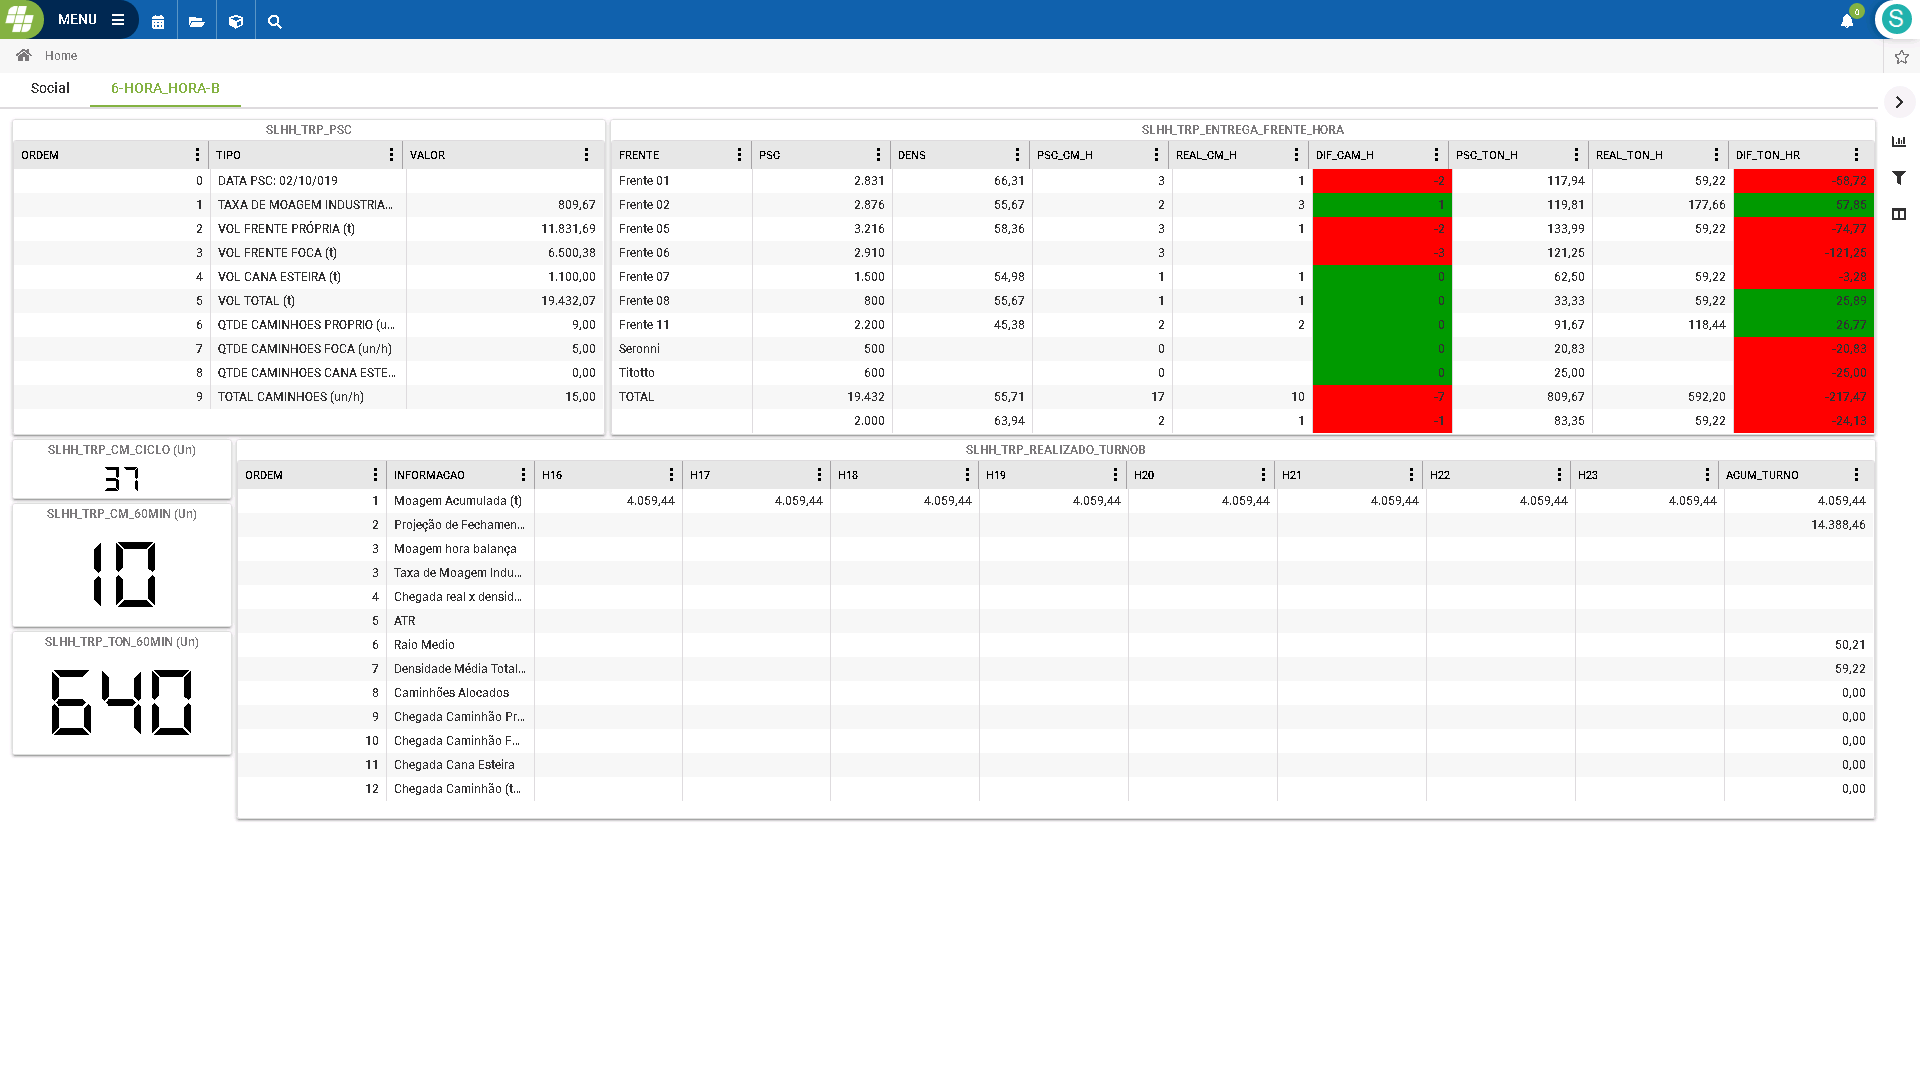 MENU
0
S
Home
Social
6-HORA_HORA-B
SLHH_TRP_PSC
ORDEM TIPO VALOR
0 DATA PSC: 02/10/019
1 TAXA DE MOAGEM INDUSTRIA... 809,67
2 VOL FRENTE PRÓPRIA (t) 11.831,69
3 VOL FRENTE FOCA (t) 6.500,38
4 VOL CANA ESTEIRA (t) 1.100,00
5 VOL TOTAL (t) 19.432,07
6 QTDE CAMINHOES PROPRIO (u... 9,00
7 QTDE CAMINHOES FOCA (un/h) 5,00
8 QTDE CAMINHOES CANA ESTE... 0,00
9 TOTAL CAMINHOES (un/h) 15,00
SLHH_TRP_ENTREGA_FRENTE_HORA
FRENTE PSC DENS PSC_CM_H REAL_CM_H DIF_CAM_H PSC_TON_H REAL_TON_H DIF_TON_HR
Frente 01 2.831 66,31 3 1 -2 117,94 59,22 -58,72
Frente 02 2.876 55,67 2 3 1 119,81 177,66 57,85
Frente 05 3.216 58,36 3 1 -2 133,99 59,22 -74,77
Frente 06 2.910 3 -3 121,25 -121,25
Frente 07 1.500 54,98 1 1 0 62,50 59,22 -3,28
Frente 08 800 55,67 1 1 0 33,33 59,22 25,89
Frente 11 2.200 45,38 2 2 0 91,67 118,44 26,77
Seronni 500 0 0 20,83 -20,83
Titotto 600 0 0 25,00 -25,00
TOTAL 19.432 55,71 17 10 -7 809,67 592,20 -217,47
2.000 63,94 2 1 -1 83,35 59,22 -24,13
SLHH_TRP_CM_CICLO (Un)
37
SLHH_TRP_CM_60MIN (Un)
10
SLHH_TRP_TON_60MIN (Un)
640
SLHH_TRP_REALIZADO_TURNOB
ORDEM INFORMACAO H16 H17 H18 H19 H20 H21 H22 H23 ACUM_TURNO
1 Moagem Acumulada (t) 4.059,44 4.059,44 4.059,44 4.059,44 4.059,44 4.059,44 4.059,44 4.059,44 4.059,44
2 Projeção de Fechamen... 14.388,46
3 Moagem hora balança
3 Taxa de Moagem Indu...
4 Chegada real x densid...
5 ATR
6 Raio Medio 50,21
7 Densidade Média Total... 59,22
8 Caminhões Alocados 0,00
9 Chegada Caminhão Pr... 0,00
10 Chegada Caminhão F... 0,00
11 Chegada Cana Esteira 0,00
12 Chegada Caminhão (t... 0,00